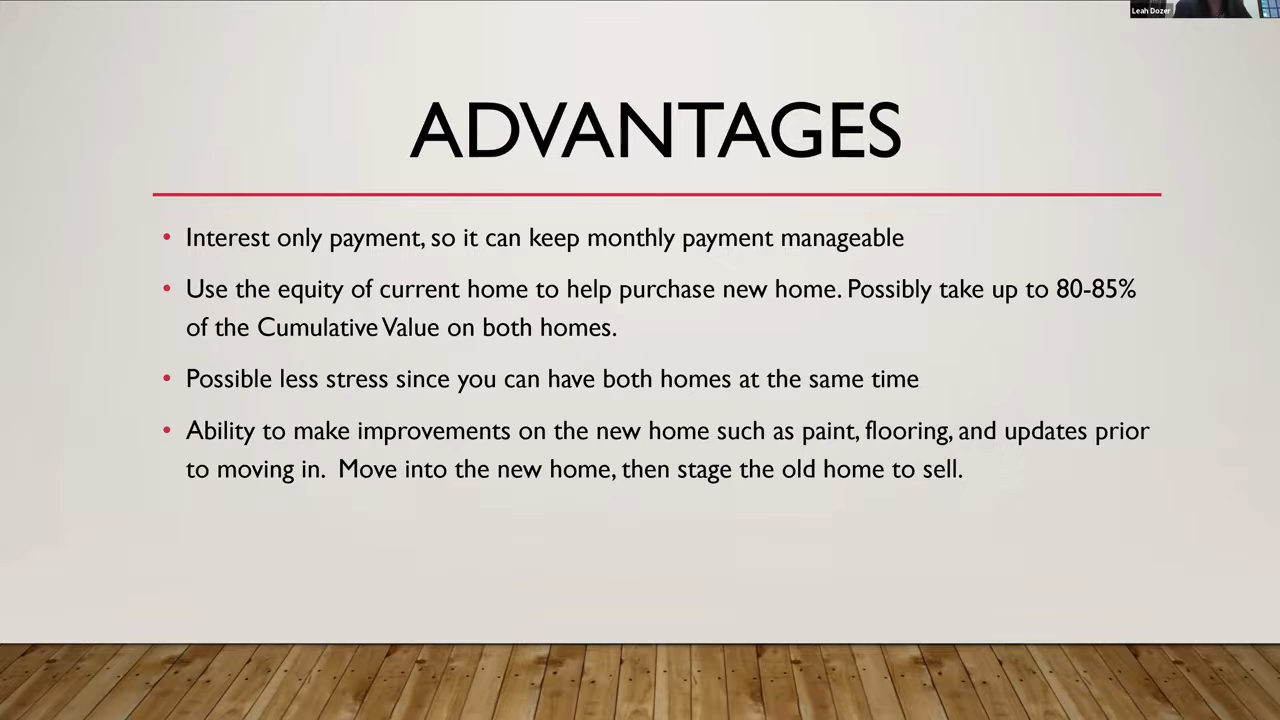 Leah Dozer
ADVANTAGES
• Interest only payment, so it can keep monthly payment manageable
• Use the equity of current home to help purchase new home. Possibly take up to 80-85%
of the Cumulative Value on both homes.
• Possible less stress since you can have both homes at the same time
• Ability to make improvements on the new home such as paint, flooring, and updates prior
to moving in.  Move into the new home, then stage the old home to sell.